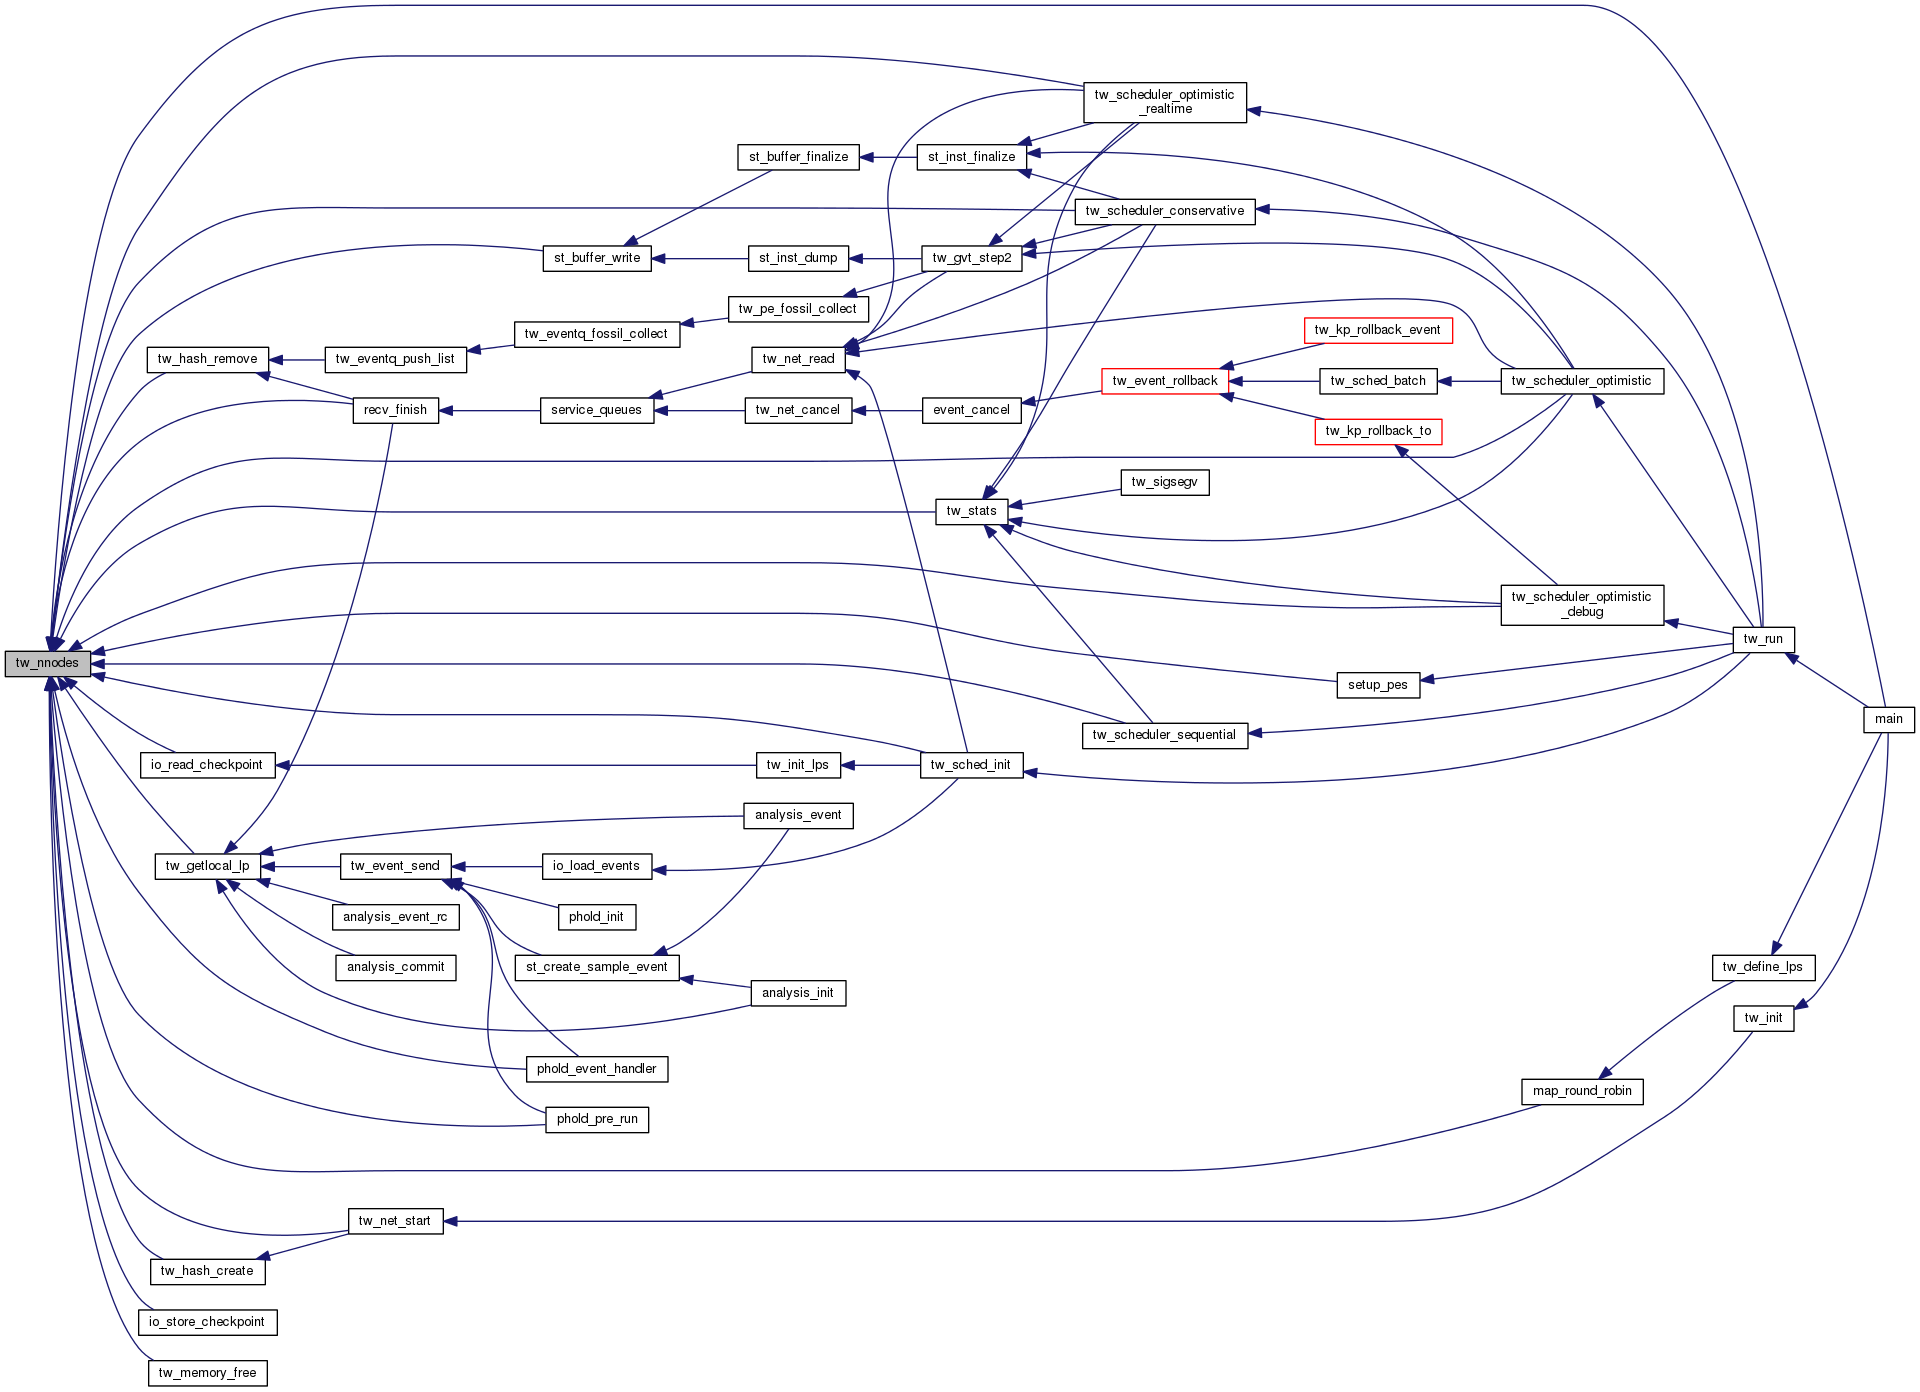 tw_scheduler_optimistic
_realtime
st_buffer_finalize
st_inst_finalize
tw_scheduler_conservative
st_buffer_write
st_inst_dump
tw_gvt_step2
tw_pe_fossil_collect
tw_eventq_fossil_collect
tw_kp_rollback_event
tw_hash_remove
tw_eventq_push_list
tw_net_read
tw_event_rollback
tw_sched_batch
tw_scheduler_optimistic
recv_finish
service_queues
tw_net_cancel
event_cancel
tw_kp_rollback_to
tw_sigsegv
tw_stats
tw_scheduler_optimistic
_debug
tw_run
tw_nnodes
setup_pes
main
tw_scheduler_sequential
io_read_checkpoint
tw_init_lps
tw_sched_init
analysis_event
tw_getlocal_lp
tw_event_send
io_load_events
analysis_event_rc
phold_init
analysis_commit
st_create_sample_event
tw_define_lps
analysis_init
tw_init
phold_event_handler
map_round_robin
phold_pre_run
tw_net_start
tw_hash_create
io_store_checkpoint
tw_memory_free